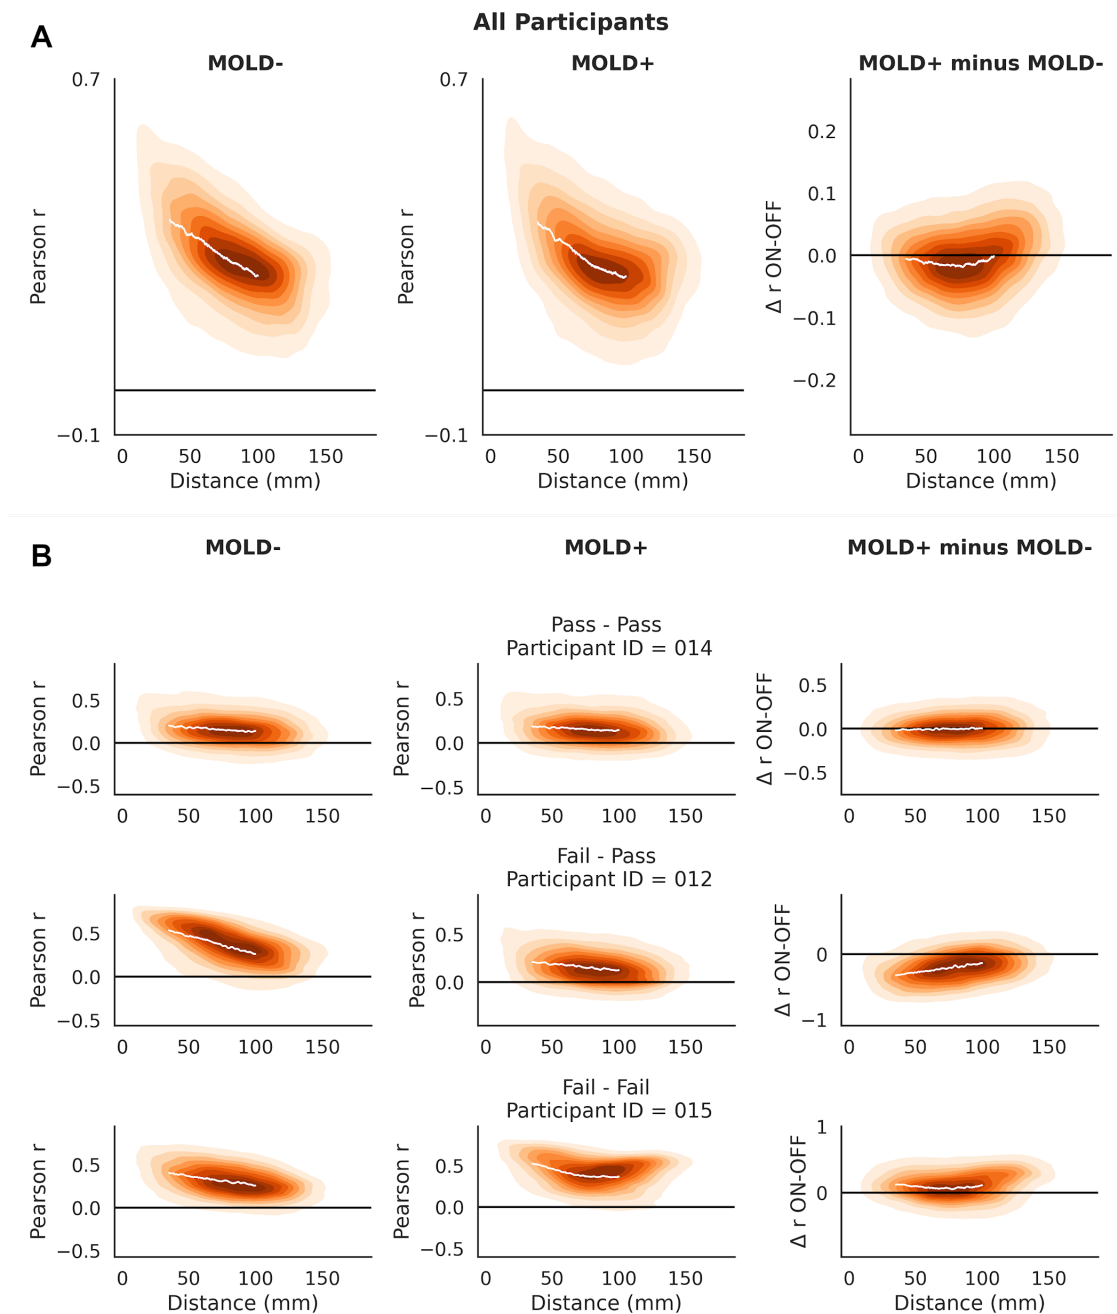 A
All Participants
MOLD-
MOLD+
MOLD+ minus MOLD-
0.7
−0.1
Pearson r
0 50 100 150
Distance (mm)
0.7
−0.1
Pearson r
0 50 100 150
Distance (mm)
0.2
0.1
0.0
−0.1
−0.2
Δ r ON-OFF
0 50 100 150
Distance (mm)
B
MOLD-
MOLD+
MOLD+ minus MOLD-
Pass - Pass
Participant ID = 014
Pearson r
0.5
0.0
−0.5
0 50 100 150
Pearson r
0.5
0.0
−0.5
0 50 100 150
Δ r ON-OFF
0.5
0.0
−0.5
0 50 100 150
Fail - Pass
Participant ID = 012
Pearson r
0.5
0.0
−0.5
0 50 100 150
Pearson r
0.5
0.0
0 50 100 150
Δ r ON-OFF
0
−1
0 50 100 150
Fail - Fail
Participant ID = 015
Pearson r
0.5
0.0
−0.5
0 50 100 150
Distance (mm)
Pearson r
0.5
0.0
−0.5
0 50 100 150
Distance (mm)
Δ r ON-OFF
1
0
0 50 100 150
Distance (mm)